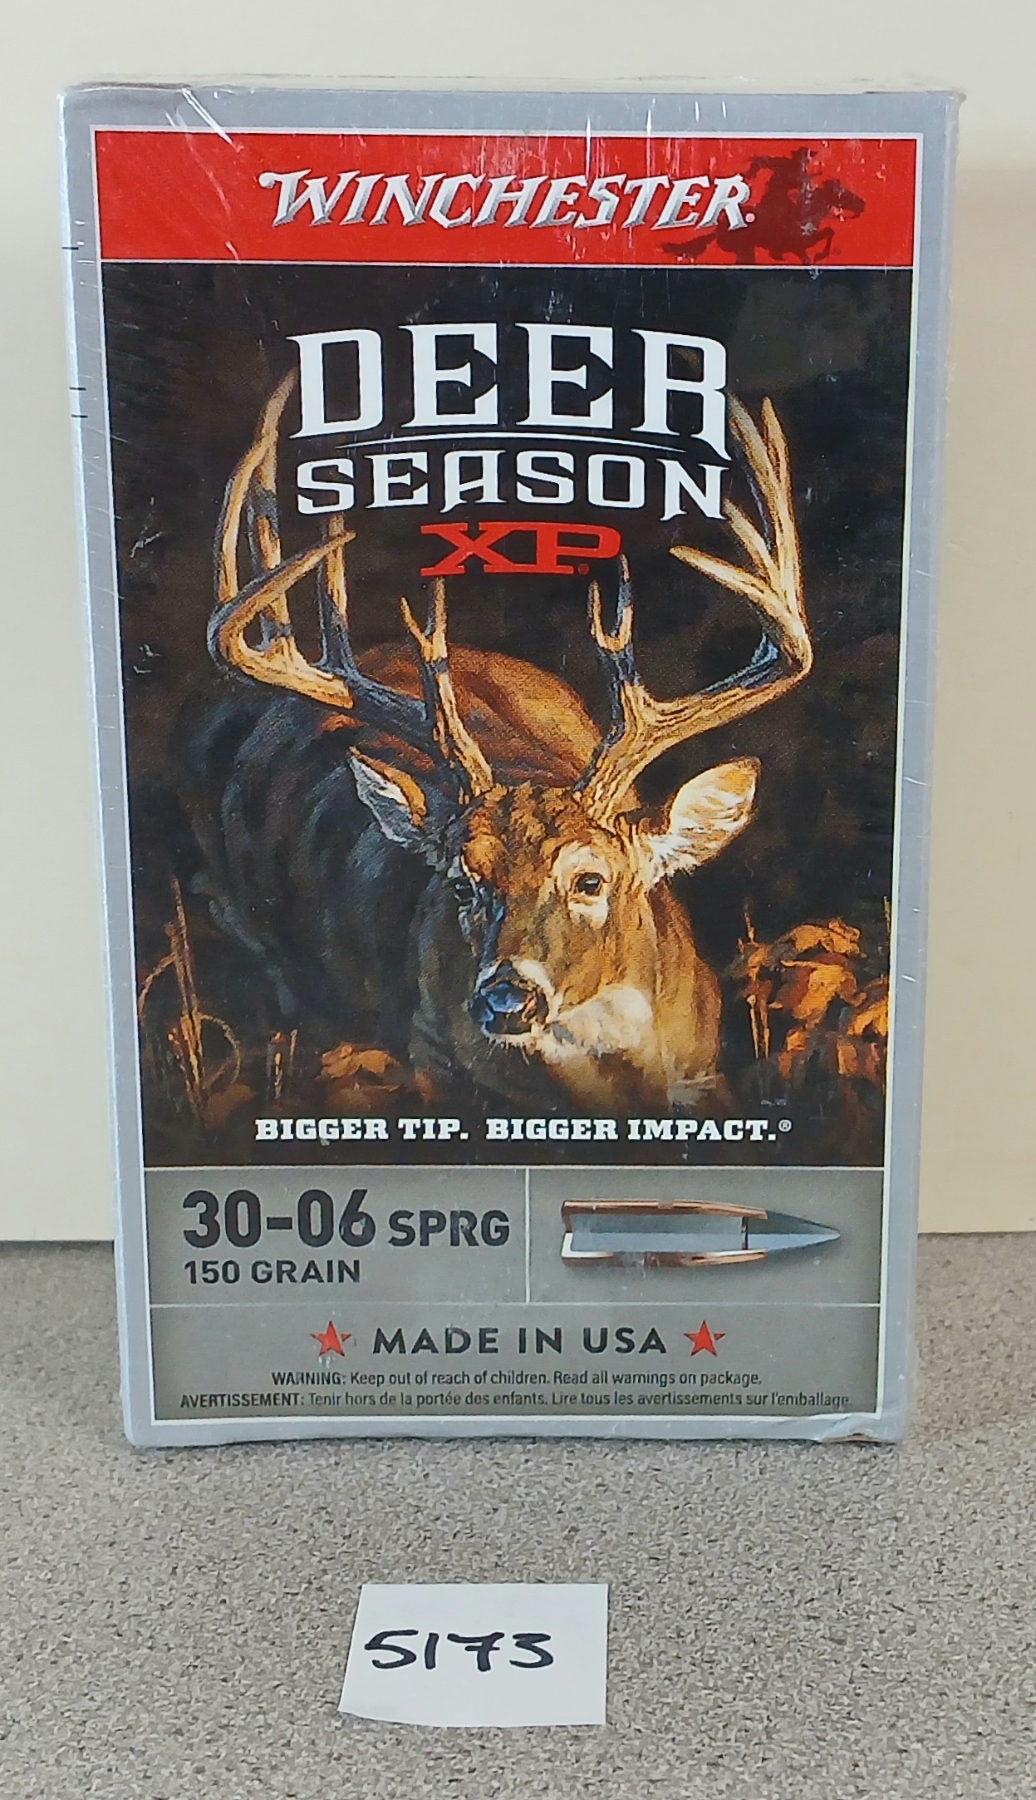 WINCHESTER®
DEER
SEASON
XP®
BIGGER TIP. BIGGER IMPACT.®
30-06 SPRG
150 GRAIN
MADE IN USA
WARNING: Keep out of reach of children. Read all warnings on package.
AVERTISSEMENT: Tenir hors de la portée des enfants. Lire tous les avertissements sur l'emballage.
5173